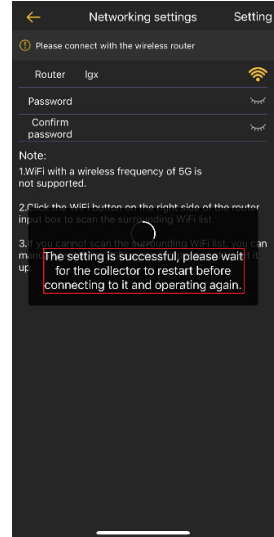 Networking settings Setting
Please connect with the wireless router
Router lgx
Password
Confirm
password
Note:
1.WiFi with a wireless frequency of 5G is
not supported.
2.Click the WiFi button on the right side of the router
input box to scan the surrounding WiFi list.
3.If you cannot scan the surrounding WiFi list, you can
up.
The setting is successful, please wait
for the collector to restart before
connecting to it and operating again.